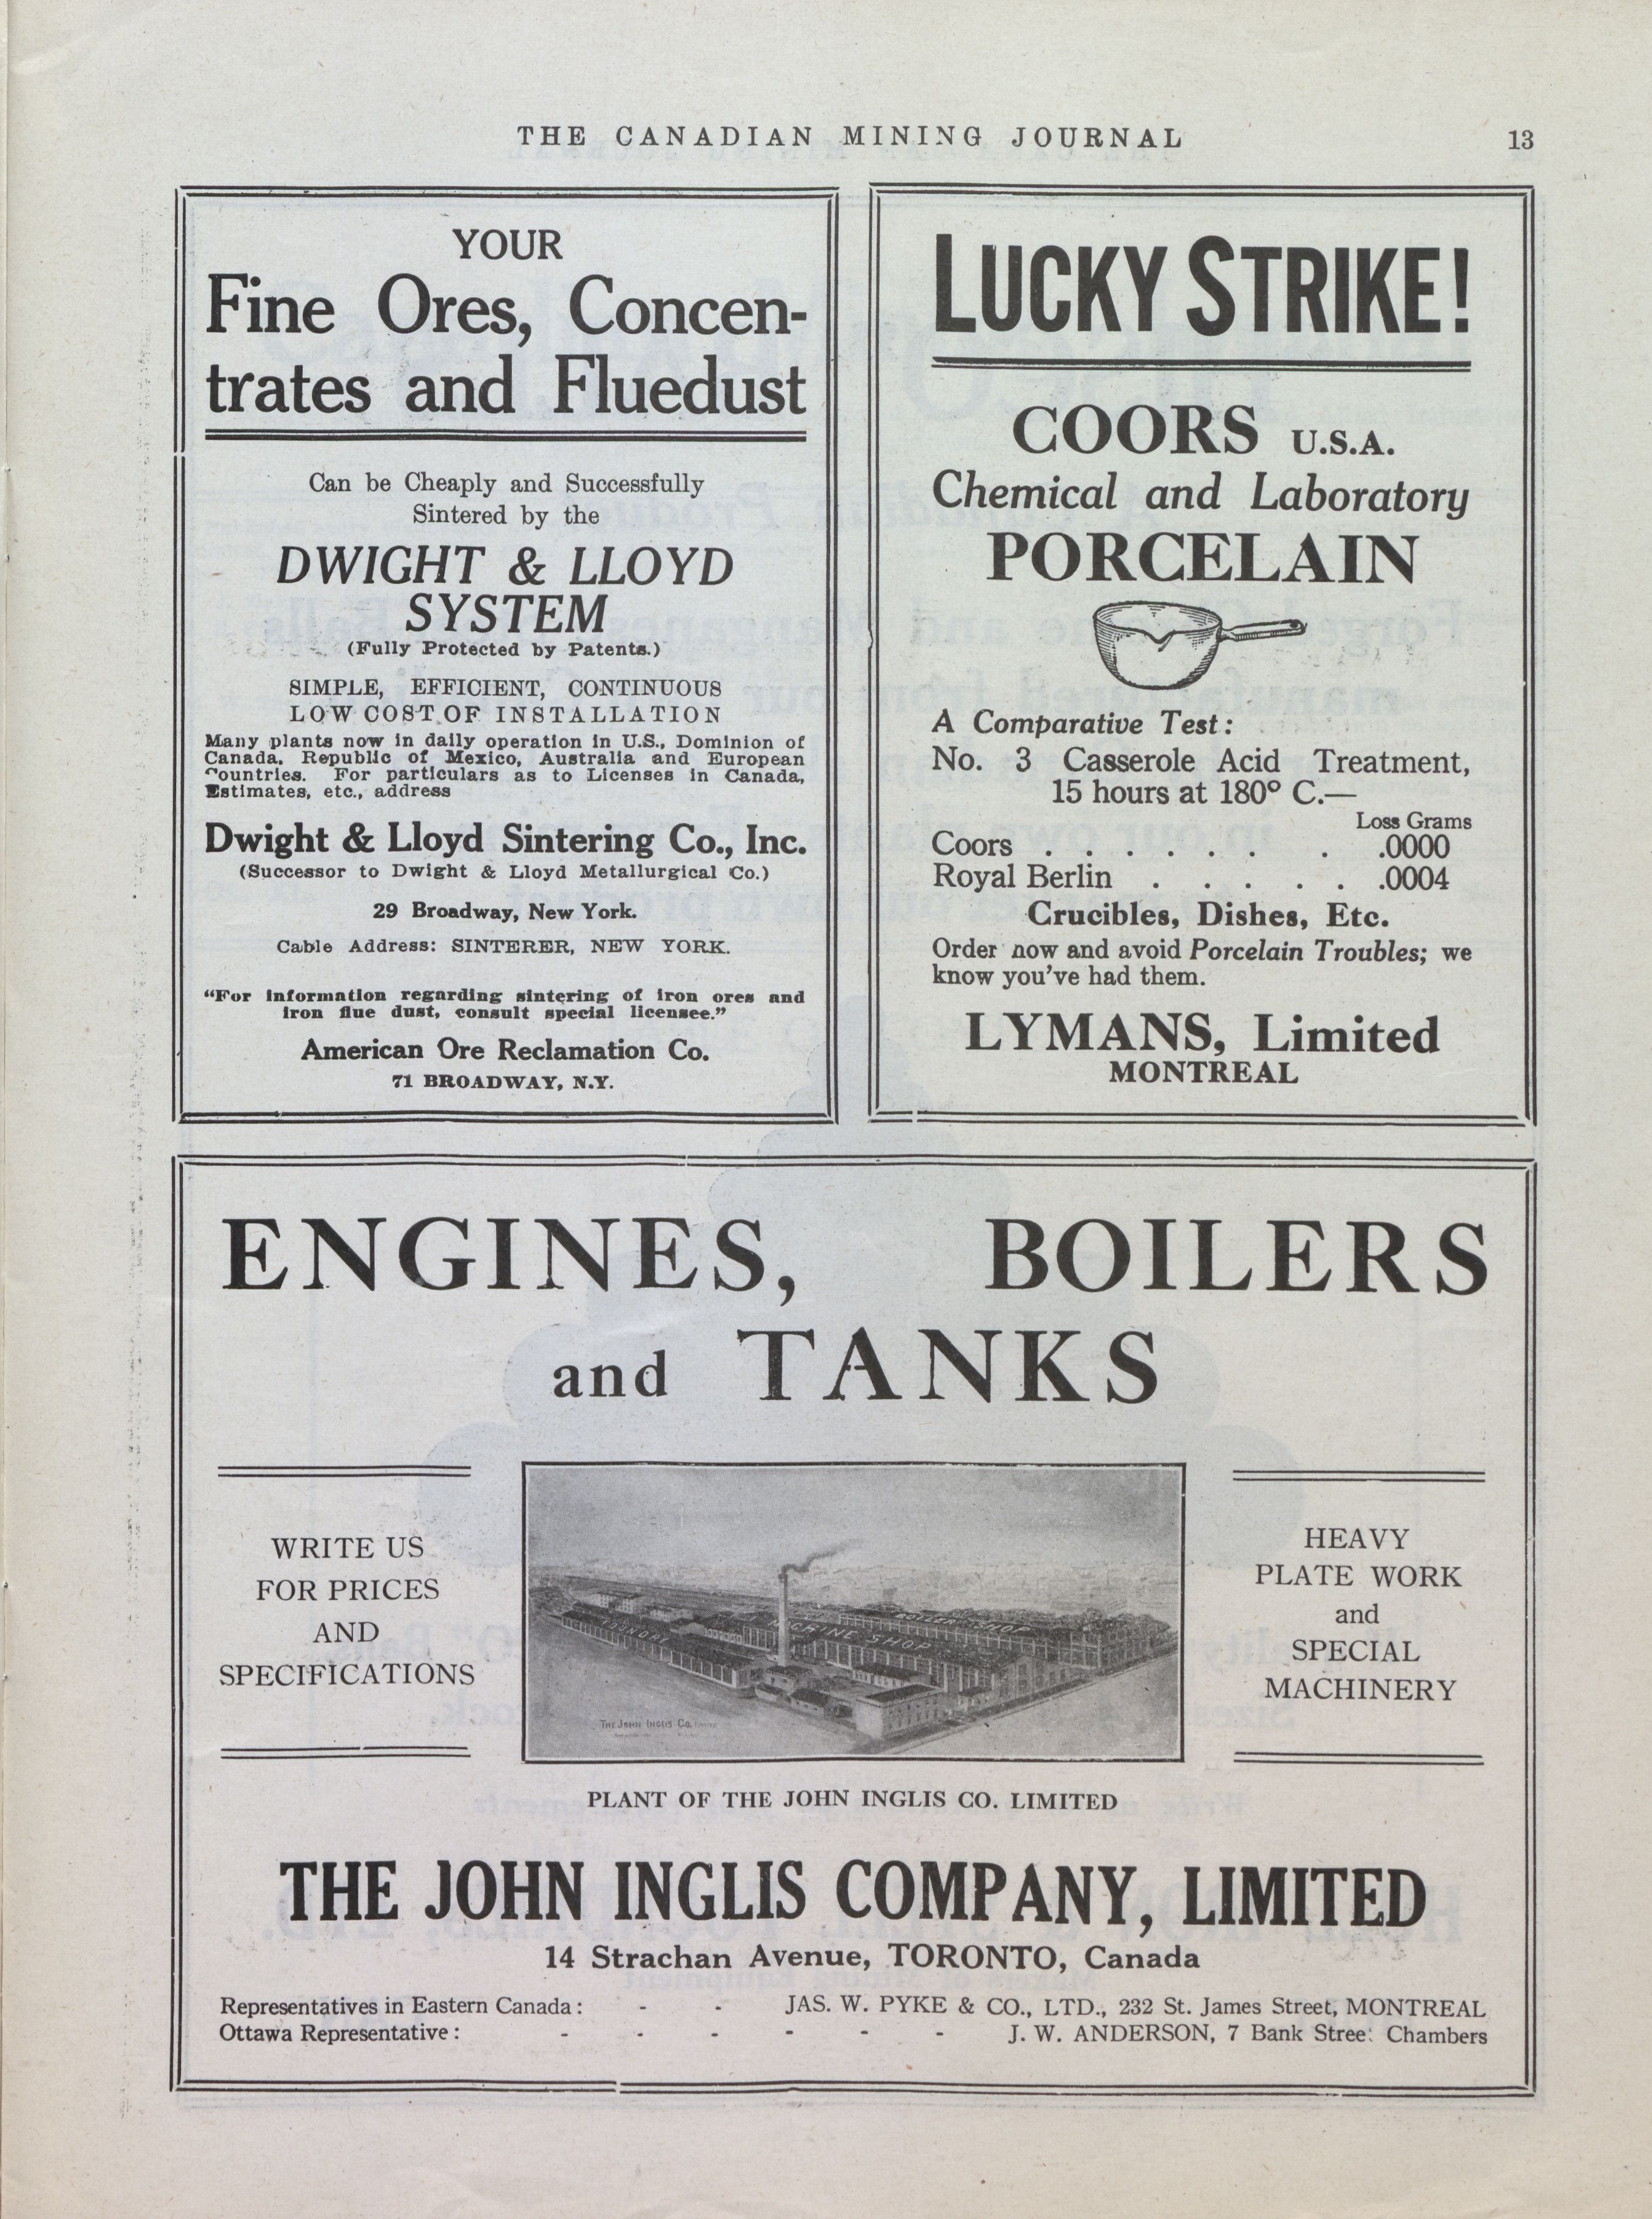 THE CANADIAN MINING JOURNAL 13
YOUR
Fine Ores, Concen-
trates and Fluedust
Can be Cheaply and Successfully
Sintered by the
DWIGHT & LLOYD
SYSTEM
(Fully Protected by Patents.)
SIMPLE, EFFICIENT, CONTINUOUS
LOW COST OF INSTALLATION
Many plants now in daily operation in U.S., Dominion of
Canada, Republic of Mexico, Australia and European
Countries. For particulars as to Licenses in Canada,
Estimates, etc., address
Dwight & Lloyd Sintering Co., Inc.
(Successor to Dwight & Lloyd Metallurgical Co.)
29 Broadway, New York.
Cable Address: SINTERER, NEW YORK.
“For information regarding sintering of iron ores and
iron flue dust, consult special licensee.”
American Ore Reclamation Co.
71 BROADWAY, N.Y.
LUCKY STRIKE!
COORS U.S.A.
Chemical and Laboratory
PORCELAIN
A Comparative Test:
No. 3 Casserole Acid Treatment,
15 hours at 180° C.—
Loss Grams
Coors . . . . . . . .0000
Royal Berlin . . . . . .0004
Crucibles, Dishes, Etc.
Order now and avoid Porcelain Troubles; we
know you've had them.
LYMANS, Limited
MONTREAL
ENGINES, BOILERS
and TANKS
WRITE US
FOR PRICES
AND
SPECIFICATIONS
FOUNDRY
MACHINE SHOP
BOILER SHOP
THE JOHN INGLIS CO.
HEAVY
PLATE WORK
and
SPECIAL
MACHINERY
PLANT OF THE JOHN INGLIS CO. LIMITED
THE JOHN INGLIS COMPANY, LIMITED
14 Strachan Avenue, TORONTO, Canada
Representatives in Eastern Canada: - - JAS. W. PYKE & CO., LTD., 232 St. James Street, MONTREAL
Ottawa Representative: - - - - - - J. W. ANDERSON, 7 Bank Street Chambers